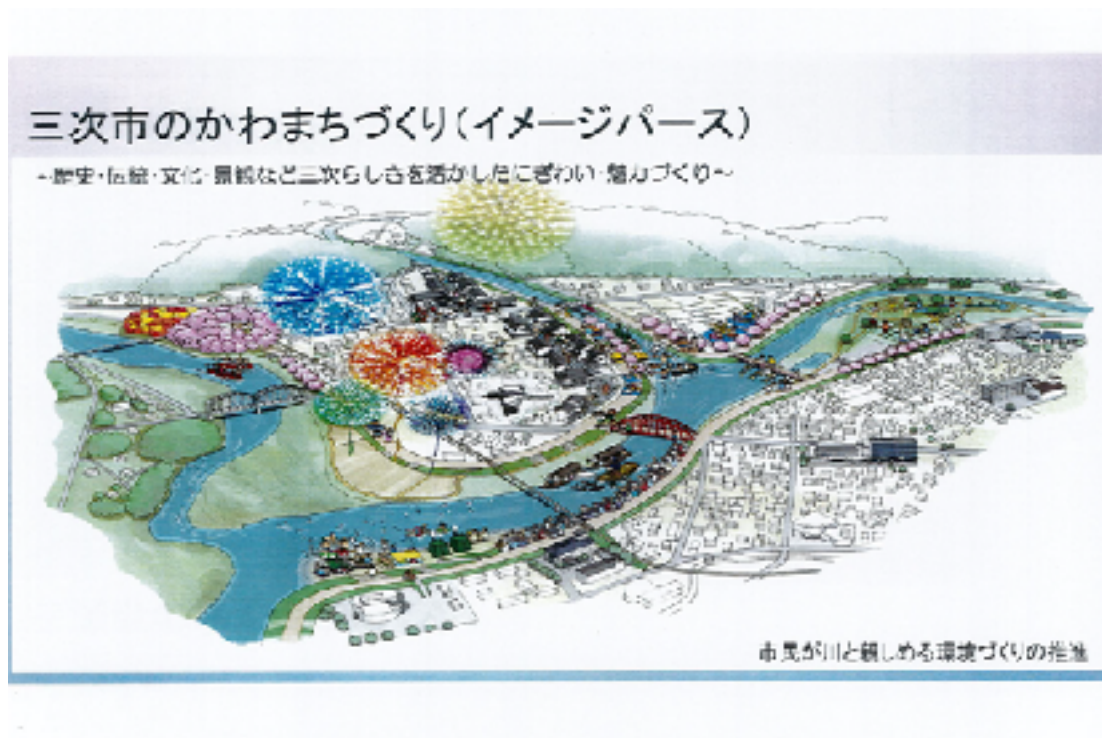 三次市のかわまちづくり(イメージパース)
~歴史・伝統・文化・景観など三次らしさを活かしたにぎわい・魅力づくり~
市民が川と親しめる環境づくりの推進